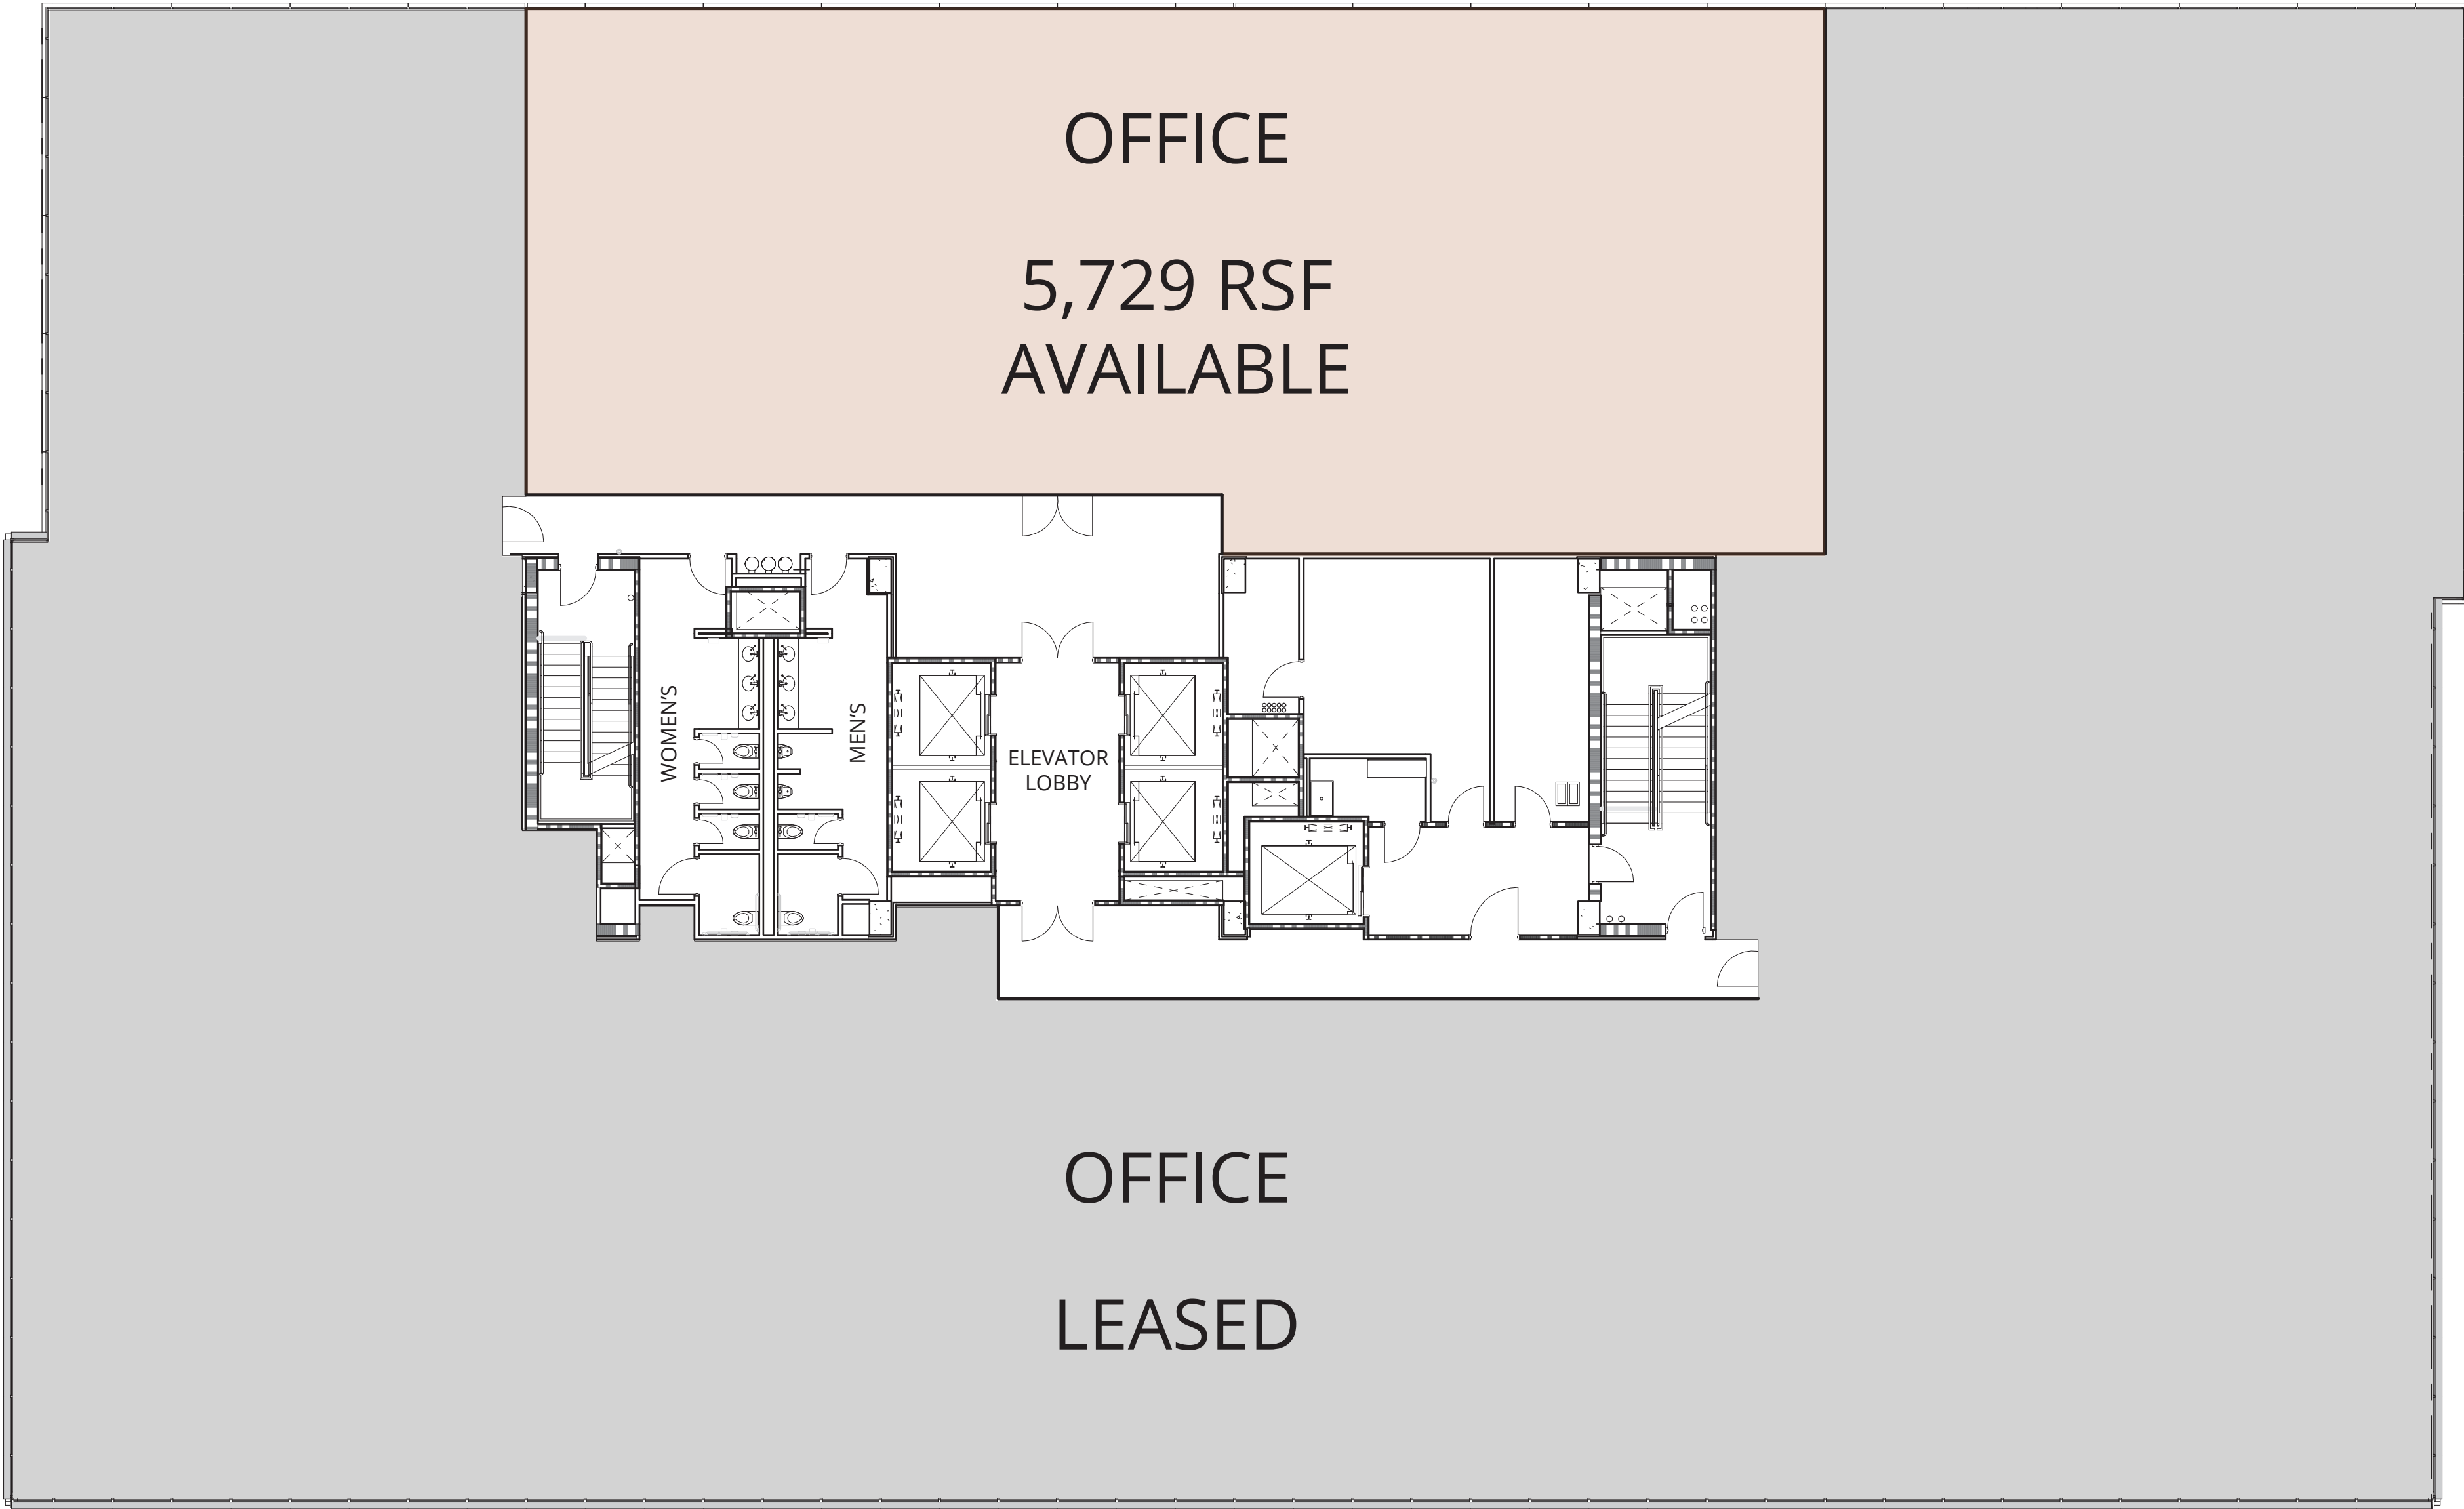 OFFICE
5,729 RSF
AVAILABLE
WOMEN'S
MEN'S
ELEVATOR
LOBBY
OFFICE
LEASED